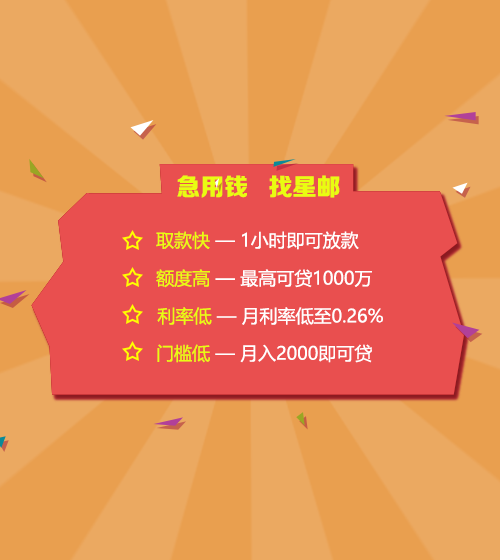 急用钱 找星邮
取款快 — 1小时即可放款
额度高 — 最高可贷1000万
利率低 — 月利率低至0.26%
门槛低 — 月入2000即可贷